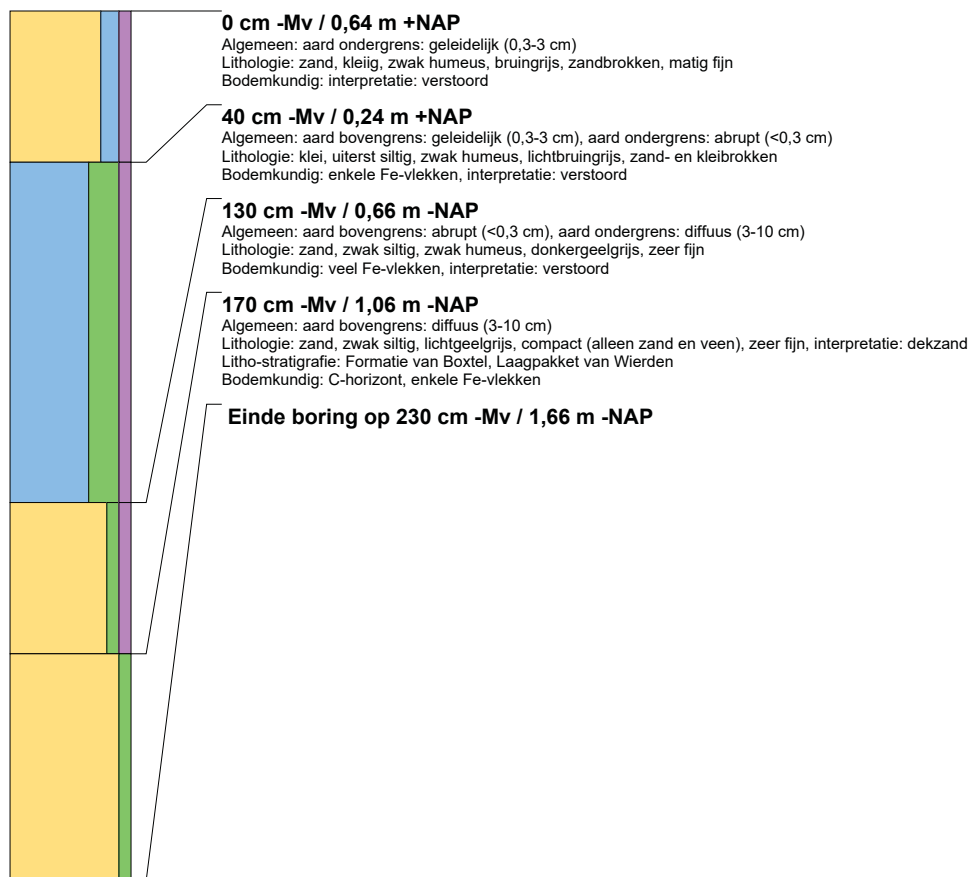 0 cm -Mv / 0,64 m +NAP
Algemeen: aard ondergrens: geleidelijk (0,3-3 cm)
Lithologie: zand, kleiig, zwak humeus, bruingrijs, zandbrokken, matig fijn
Bodemkundig: interpretatie: verstoord
40 cm -Mv / 0,24 m +NAP
Algemeen: aard bovengrens: geleidelijk (0,3-3 cm), aard ondergrens: abrupt (<0,3 cm)
Lithologie: klei, uiterst siltig, zwak humeus, lichtbruingrijs, zand- en kleibrokken
Bodemkundig: enkele Fe-vlekken, interpretatie: verstoord
130 cm -Mv / 0,66 m -NAP
Algemeen: aard bovengrens: abrupt (<0,3 cm), aard ondergrens: diffuus (3-10 cm)
Lithologie: zand, zwak siltig, zwak humeus, donkergeelgrijs, zeer fijn
Bodemkundig: veel Fe-vlekken, interpretatie: verstoord
170 cm -Mv / 1,06 m -NAP
Algemeen: aard bovengrens: diffuus (3-10 cm)
Lithologie: zand, zwak siltig, lichtgeelgrijs, compact (alleen zand en veen), zeer fijn, interpretatie: dekzand
Litho-stratigrafie: Formatie van Boxtel, Laagpakket van Wierden
Bodemkundig: C-horizont, enkele Fe-vlekken
Einde boring op 230 cm -Mv / 1,66 m -NAP